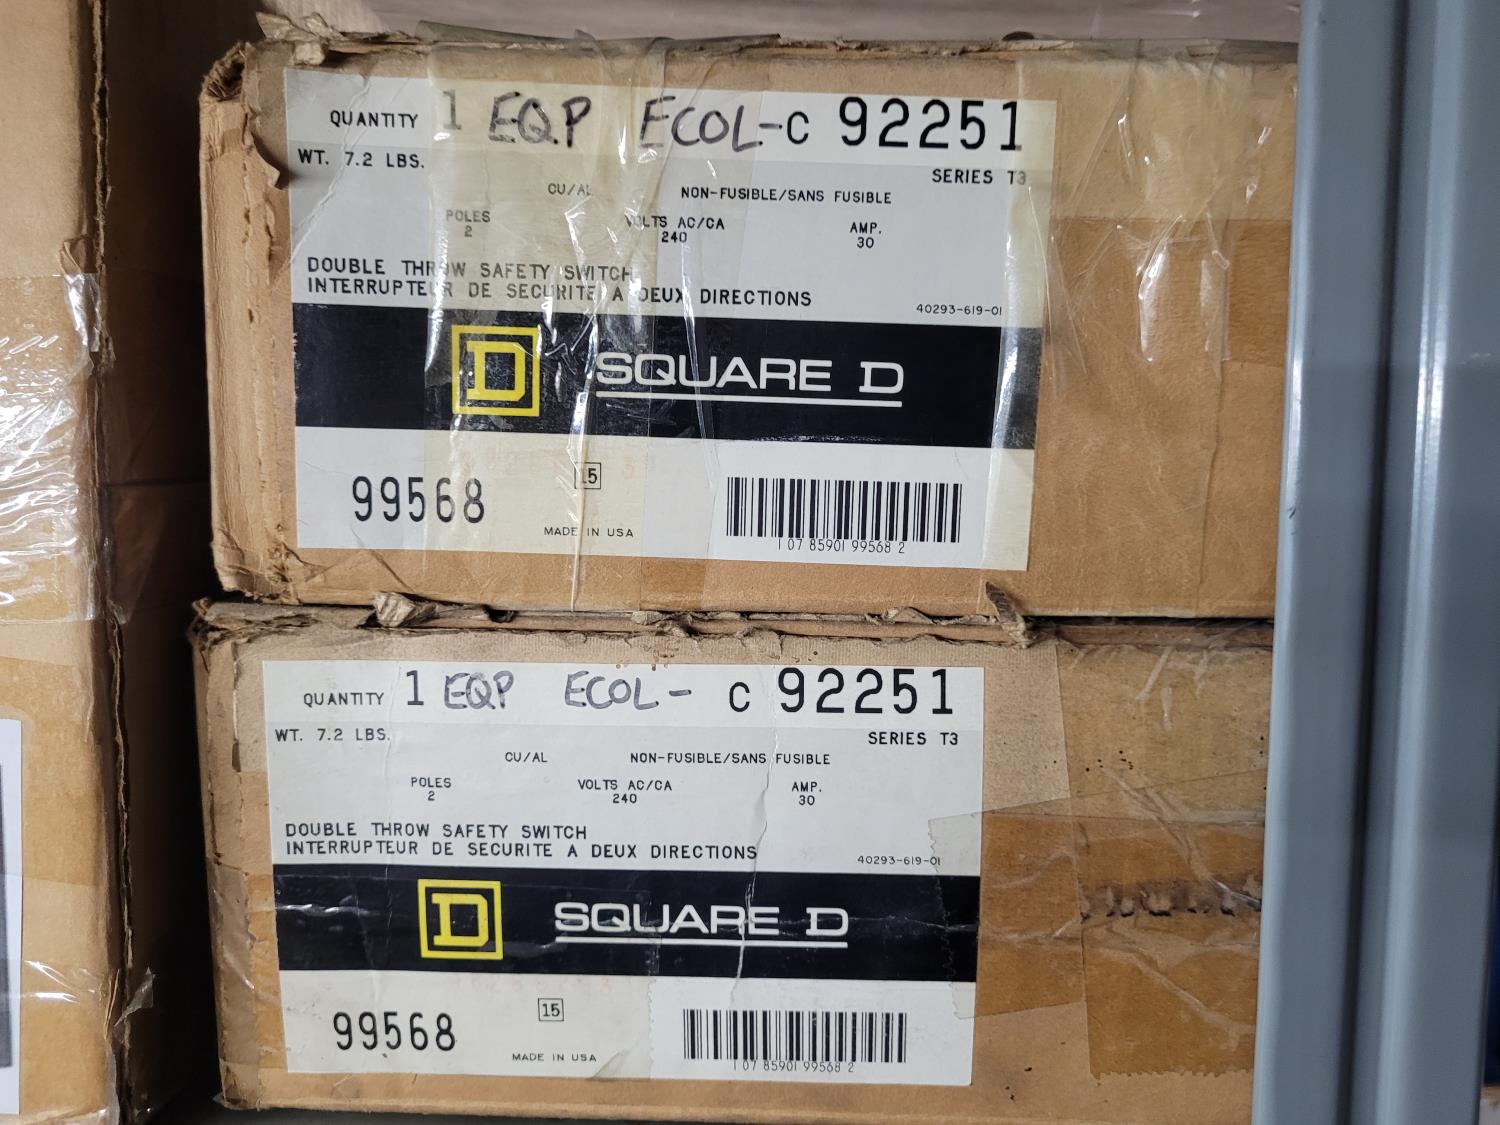 QUANTITY 1 EQP ECOL-C 92251
WT. 7.2 LBS. SERIES T3
CU/AL NON-FUSIBLE/SANS FUSIBLE
POLES VOLTS AC/CA AMP.
2 240 30
DOUBLE THROW SAFETY SWITCH
INTERRUPTEUR DE SECURITE A DEUX DIRECTIONS 40293-619-01
D SQUARE D
99568 15
MADE IN USA 1 07 85901 99568 2
QUANTITY 1 EQP ECOL- C 92251
WT. 7.2 LBS. SERIES T3
CU/AL NON-FUSIBLE/SANS FUSIBLE
POLES VOLTS AC/CA AMP.
2 240 30
DOUBLE THROW SAFETY SWITCH
INTERRUPTEUR DE SECURITE A DEUX DIRECTIONS 40293-619-01
D SQUARE D
99568 15
MADE IN USA 1 07 85901 99568 2